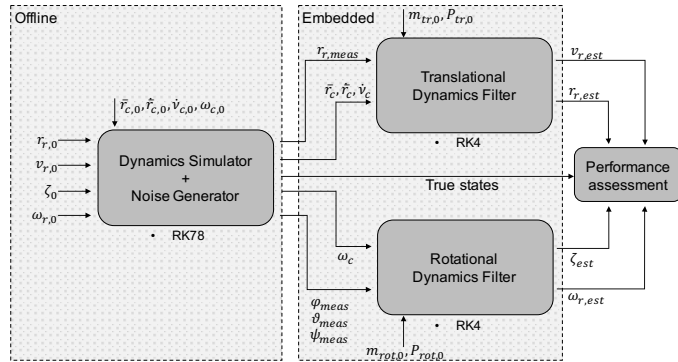 Offline
Embedded
m_{tr,0}, P_{tr,0}
r_{r,meas}
v_{r,est}
r̄_{c,0}, r̂_{c,0}, v̇_{c,0}, ω_{c,0}
r̄_c, r̂_c, v̇_c
Translational
Dynamics Filter
r_{r,est}
• RK4
r_{r,0}
v_{r,0}
ζ_0
ω_{r,0}
Dynamics Simulator
+
Noise Generator
• RK78
True states
Performance
assessment
ω_c
Rotational
Dynamics Filter
ζ_{est}
ω_{r,est}
φ_{meas}
ϑ_{meas}
ψ_{meas}
• RK4
m_{rot,0}, P_{rot,0}